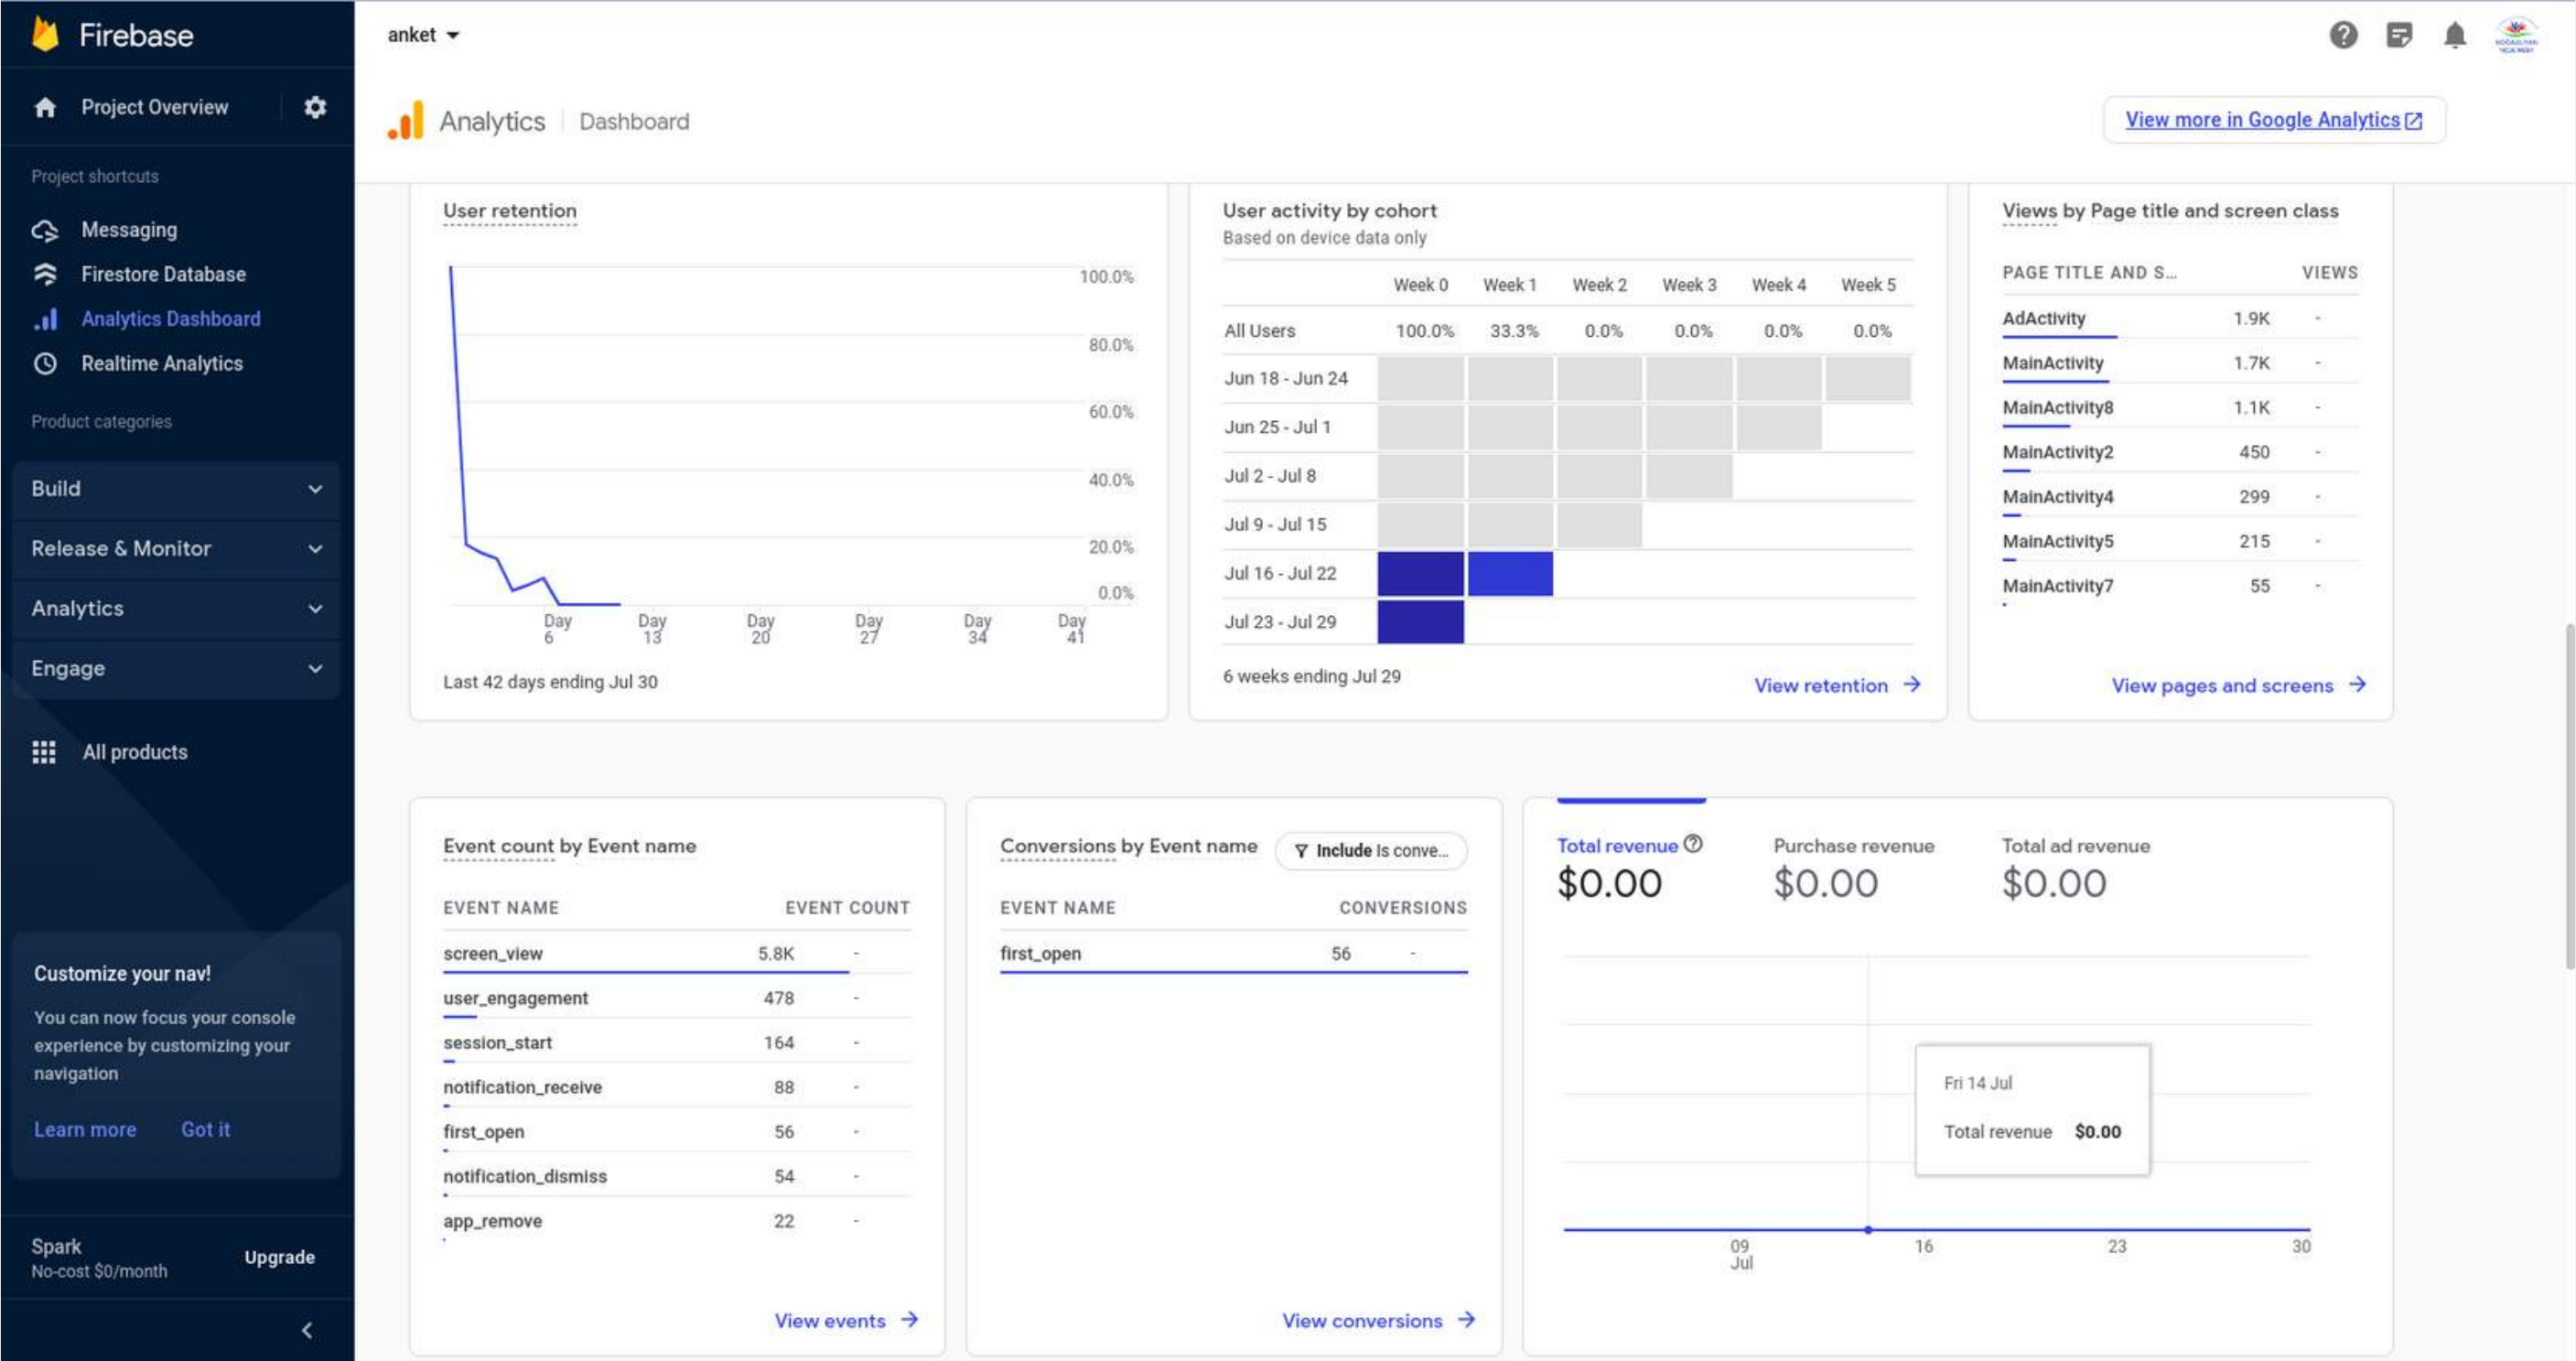 Firebase
Project Overview
Project shortcuts
Messaging
Firestore Database
Analytics Dashboard
Realtime Analytics
Product categories
Build
Release & Monitor
Analytics
Engage
All products
Customize your nav!
You can now focus your console
experience by customizing your
navigation
Learn more Got it
Spark
No-cost $0/month
Upgrade
anket
Analytics Dashboard
View more in Google Analytics
User retention
100.0%
80.0%
60.0%
40.0%
20.0%
0.0%
Day 6
Day 13
Day 20
Day 27
Day 34
Day 41
Last 42 days ending Jul 30
User activity by cohort
Based on device data only
Week 0 Week 1 Week 2 Week 3 Week 4 Week 5
All Users 100.0% 33.3% 0.0% 0.0% 0.0% 0.0%
Jun 18 - Jun 24
Jun 25 - Jul 1
Jul 2 - Jul 8
Jul 9 - Jul 15
Jul 16 - Jul 22
Jul 23 - Jul 29
6 weeks ending Jul 29
View retention
Views by Page title and screen class
PAGE TITLE AND S... VIEWS
AdActivity 1.9K -
MainActivity 1.7K -
MainActivity8 1.1K -
MainActivity2 450 -
MainActivity4 299 -
MainActivity5 215 -
MainActivity7 55 -
View pages and screens
Event count by Event name
EVENT NAME EVENT COUNT
screen_view 5.8K -
user_engagement 478 -
session_start 164 -
notification_receive 88 -
first_open 56 -
notification_dismiss 54 -
app_remove 22 -
View events
Conversions by Event name
Include Is conve...
EVENT NAME CONVERSIONS
first_open 56 -
View conversions
Total revenue Purchase revenue Total ad revenue
$0.00 $0.00 $0.00
Fri 14 Jul
Total revenue $0.00
09 16 23 30
Jul